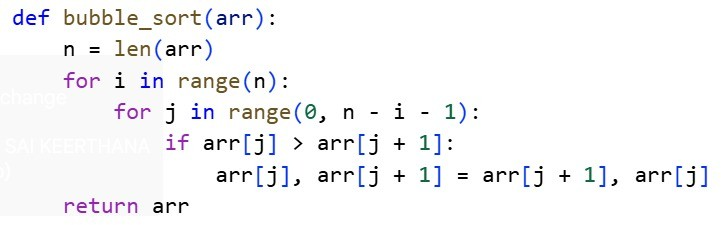 def bubble_sort(arr):
    n = len(arr)
    for i in range(n):
change
        for j in range(0, n - i - 1):
SAI KEERTHANA
            if arr[j] > arr[j + 1]:
                arr[j], arr[j + 1] = arr[j + 1], arr[j]
    return arr